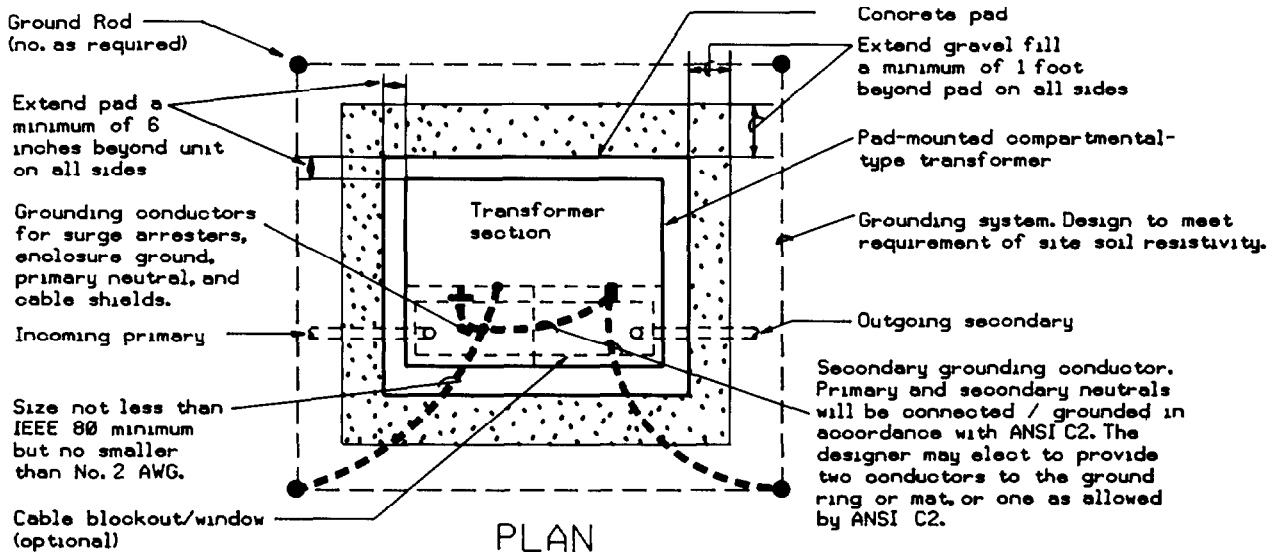 Ground Rod
(no. as required)
Extend pad a
minimum of 6
inches beyond unit
on all sides
Grounding conductors
for surge arresters,
enclosure ground,
primary neutral, and
cable shields.
Incoming primary
Size not less than
IEEE 80 minimum
but no smaller
than No. 2 AWG.
Cable blockout/window
(optional)
Transformer
section
PLAN
Concrete pad
Extend gravel fill
a minimum of 1 foot
beyond pad on all sides
Pad-mounted compartmental-
type transformer
Grounding system. Design to meet
requirement of site soil resistivity.
Outgoing secondary
Secondary grounding conductor.
Primary and secondary neutrals
will be connected / grounded in
accordance with ANSI C2. The
designer may elect to provide
two conductors to the ground
ring or mat, or one as allowed
by ANSI C2.